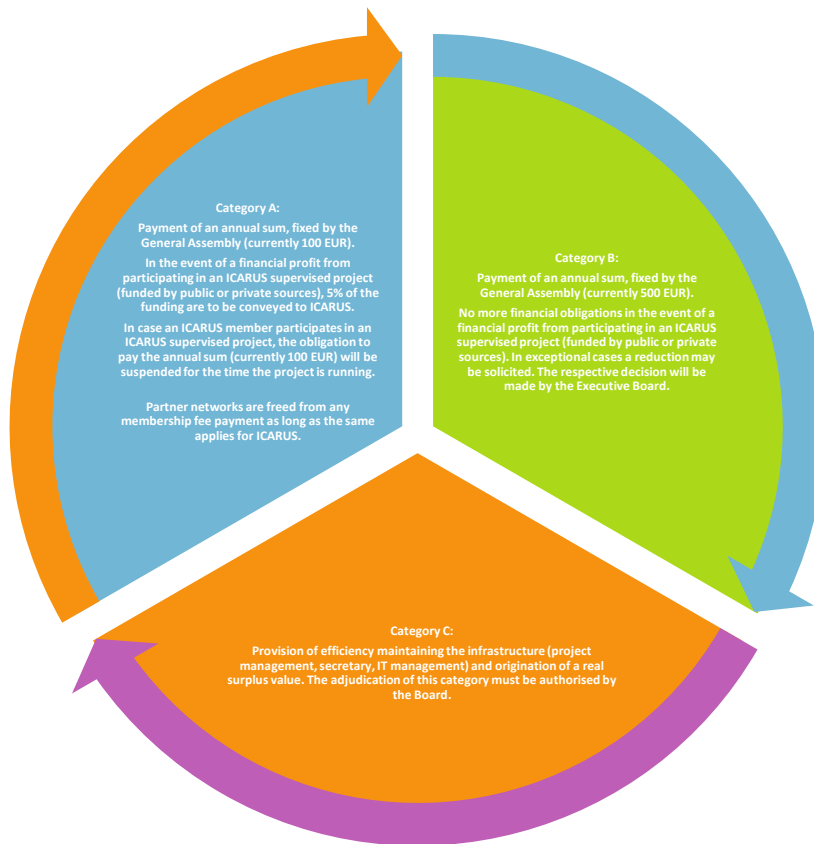 Category A:
Payment of an annual sum, fixed by the
General Assembly (currently 100 EUR).
In the event of a financial profit from
participating in an ICARUS supervised project
(funded by public or private sources), 5% of the
funding are to be conveyed to ICARUS.
In case an ICARUS member participates in an
ICARUS supervised project, the obligation to
pay the annual sum (currently 100 EUR) will be
suspended for the time the project is running.
Partner networks are freed from any
membership fee payment as long as the same
applies for ICARUS.
Category B:
Payment of an annual sum, fixed by the
General Assembly (currently 500 EUR).
No more financial obligations in the event of a
financial profit from participating in an ICARUS
supervised project (funded by public or private
sources). In exceptional cases a reduction may
be solicited. The respective decision will be
made by the Executive Board.
Category C:
Provision of efficiency maintaining the infrastructure (project
management, secretary, IT management) and origination of a real
surplus value. The adjudication of this category must be authorised by
the Board.